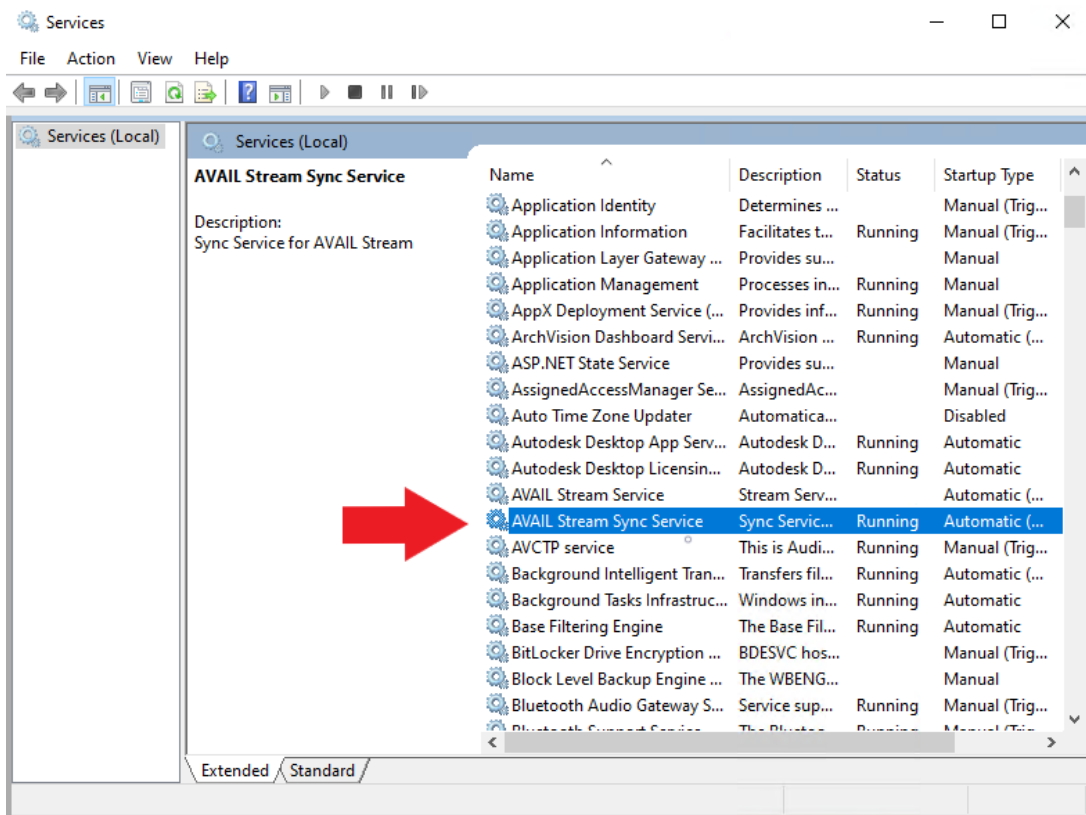 Services
File Action View Help
Services (Local)
Services (Local)
AVAIL Stream Sync Service
Description:
Sync Service for AVAIL Stream
Name Description Status Startup Type
Application Identity Determines ... Manual (Trig...
Application Information Facilitates t... Running Manual (Trig...
Application Layer Gateway ... Provides su... Manual
Application Management Processes in... Running Manual
AppX Deployment Service (... Provides inf... Running Manual (Trig...
ArchVision Dashboard Servi... ArchVision ... Running Automatic (...
ASP.NET State Service Provides su... Manual
AssignedAccessManager Se... AssignedAc... Manual (Trig...
Auto Time Zone Updater Automatica... Disabled
Autodesk Desktop App Serv... Autodesk D... Running Automatic
Autodesk Desktop Licensin... Autodesk D... Running Automatic
AVAIL Stream Service Stream Serv... Automatic (...
AVAIL Stream Sync Service Sync Servic... Running Automatic (...
AVCTP service This is Audi... Running Manual (Trig...
Background Intelligent Tran... Transfers fil... Running Automatic (...
Background Tasks Infrastruc... Windows in... Running Automatic
Base Filtering Engine The Base Fil... Running Automatic
BitLocker Drive Encryption ... BDESVC hos... Manual (Trig...
Block Level Backup Engine ... The WBENG... Manual
Bluetooth Audio Gateway S... Service sup... Running Manual (Trig...
Bluetooth Support Service The Bluetoo... Running Manual (Trig...
Extended Standard